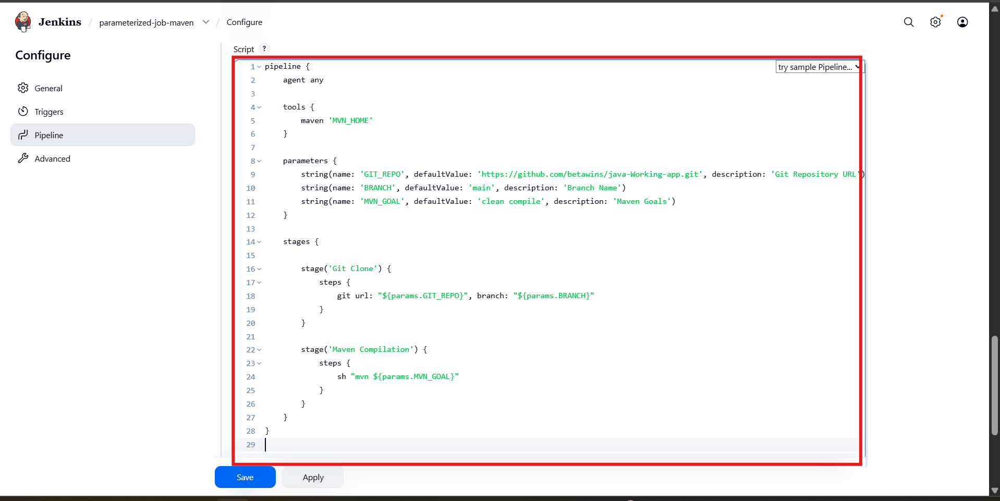 Jenkins / parameterized-job-maven / Configure
Configure
General
Triggers
Pipeline
Advanced
Script ?
try sample Pipeline...
1 pipeline {
2     agent any
3
4     tools {
5         maven 'MVN_HOME'
6     }
7
8     parameters {
9         string(name: 'GIT_REPO', defaultValue: 'https://github.com/betawins/java-Working-app.git', description: 'Git Repository URL')
10         string(name: 'BRANCH', defaultValue: 'main', description: 'Branch Name')
11         string(name: 'MVN_GOAL', defaultValue: 'clean compile', description: 'Maven Goals')
12     }
13
14     stages {
15
16         stage('Git Clone') {
17             steps {
18                 git url: "${params.GIT_REPO}", branch: "${params.BRANCH}"
19             }
20         }
21
22         stage('Maven Compilation') {
23             steps {
24                 sh "mvn ${params.MVN_GOAL}"
25             }
26         }
27     }
28 }
29
Save
Apply